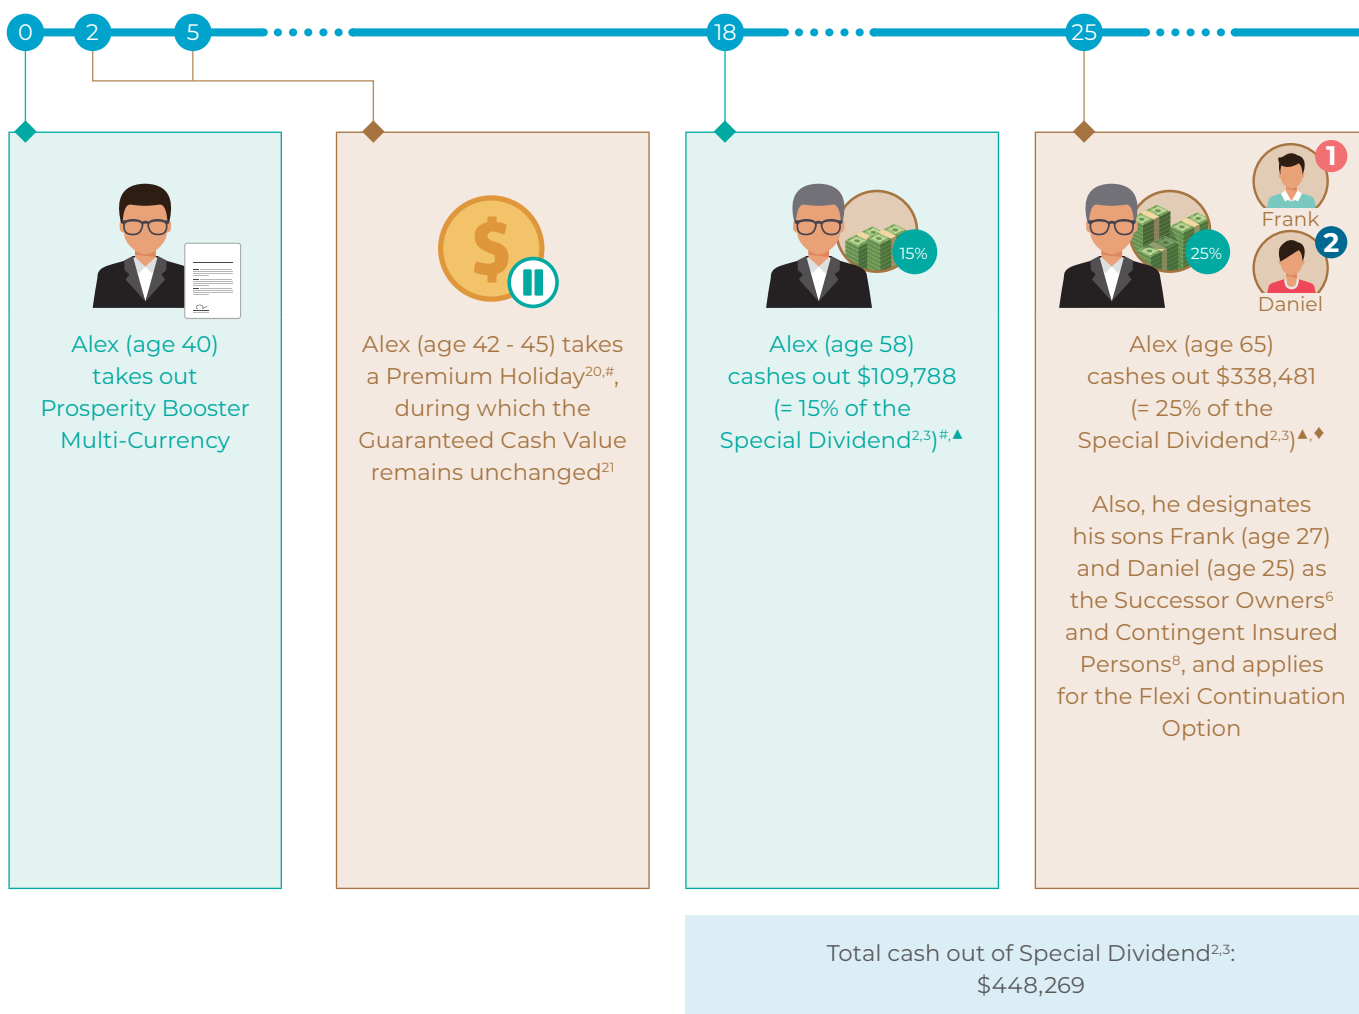 0 2 5 18 25
Alex (age 40)
takes out
Prosperity Booster
Multi-Currency
Alex (age 42 - 45) takes
a Premium Holiday20,#,
during which the
Guaranteed Cash Value
remains unchanged21
15%
Alex (age 58)
cashes out $109,788
(= 15% of the
Special Dividend2,3)#,▲
25%
1
Frank
2
Daniel
Alex (age 65)
cashes out $338,481
(= 25% of the
Special Dividend2,3)▲,♦
Also, he designates
his sons Frank (age 27)
and Daniel (age 25) as
the Successor Owners6
and Contingent Insured
Persons8, and applies
for the Flexi Continuation
Option
Total cash out of Special Dividend2,3:
$448,269